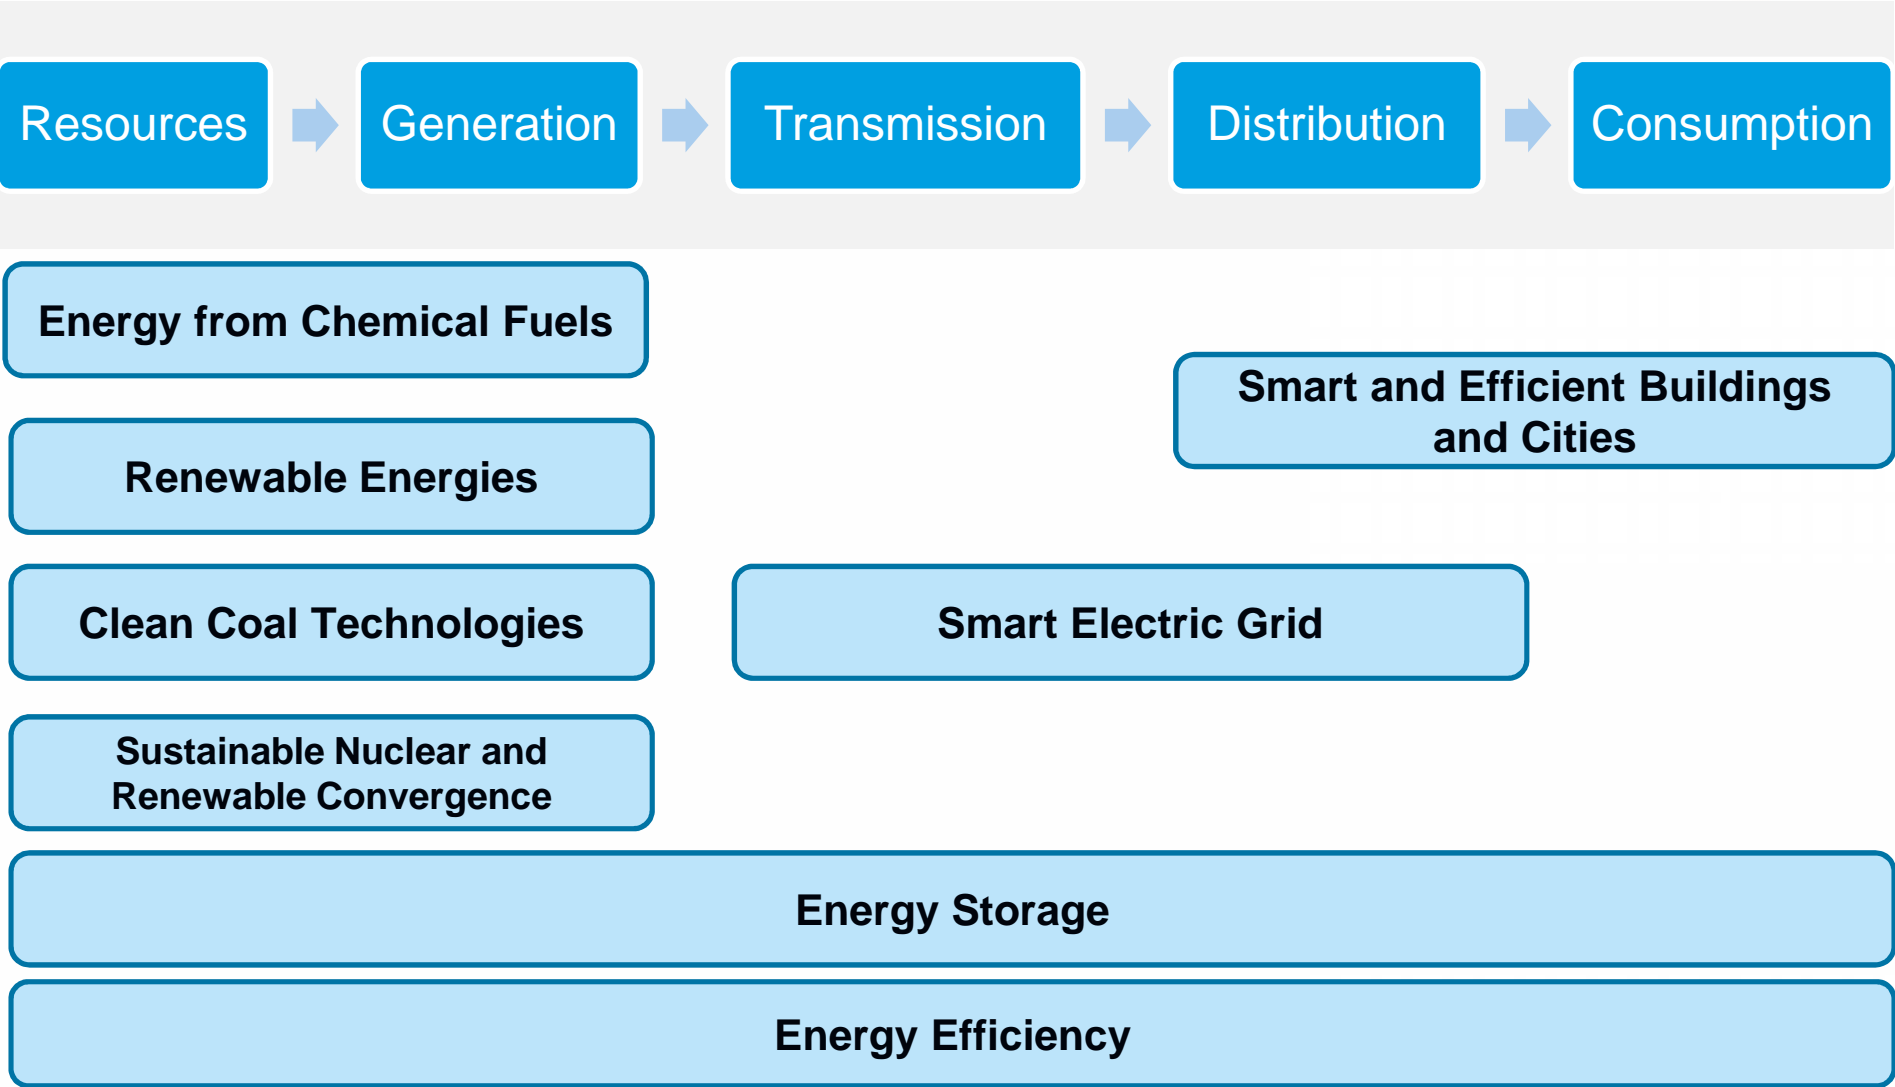 Resources
Generation
Transmission
Distribution
Consumption
Energy from Chemical Fuels
Smart and Efficient Buildings
and Cities
Renewable Energies
Clean Coal Technologies
Smart Electric Grid
Sustainable Nuclear and
Renewable Convergence
Energy Storage
Energy Efficiency